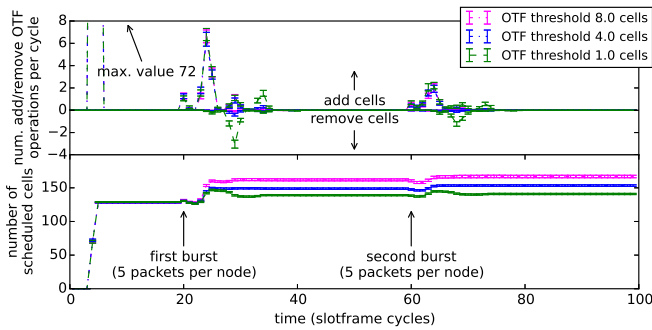 OTF threshold 8.0 cells
OTF threshold 4.0 cells
OTF threshold 1.0 cells
num. add/remove OTF
operations per cycle
8
6
4
2
0
−2
−4
max. value 72
add cells
remove cells
number of
scheduled cells
150
100
50
0
first burst
(5 packets per node)
second burst
(5 packets per node)
0 20 40 60 80 100
time (slotframe cycles)